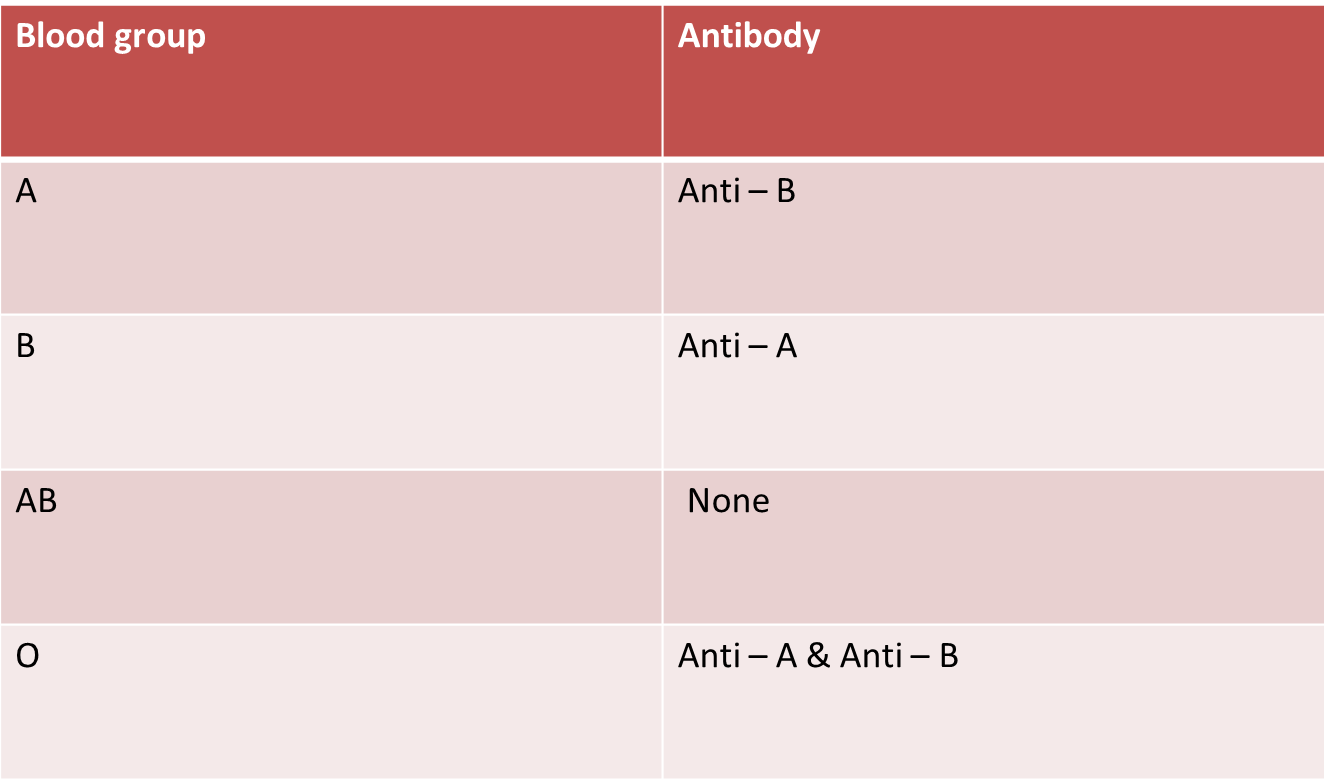 Blood group Antibody
A Anti – B
B Anti – A
AB None
O Anti – A & Anti – B